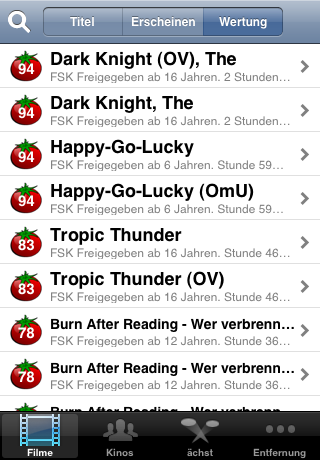 Titel Erscheinen Wertung
94 Dark Knight (OV), The
FSK Freigegeben ab 16 Jahren. 2 Stunden…
94 Dark Knight, The
FSK Freigegeben ab 16 Jahren. 2 Stunden…
94 Happy-Go-Lucky
FSK Freigegeben ab 6 Jahren. Stunde 59…
94 Happy-Go-Lucky (OmU)
FSK Freigegeben ab 6 Jahren. Stunde 59…
83 Tropic Thunder
FSK Freigegeben ab 16 Jahren. Stunde 46…
83 Tropic Thunder (OV)
FSK Freigegeben ab 16 Jahren. Stunde 46…
78 Burn After Reading - Wer verbrenn…
FSK Freigegeben ab 12 Jahren. Stunde 36…
78 Burn After Reading - Wer verbrenn…
FSK Freigegeben ab 12 Jahren. Stunde 36…
Burn After Reading - Wer verbrenn…
Filme Kinos ächst Entfernung